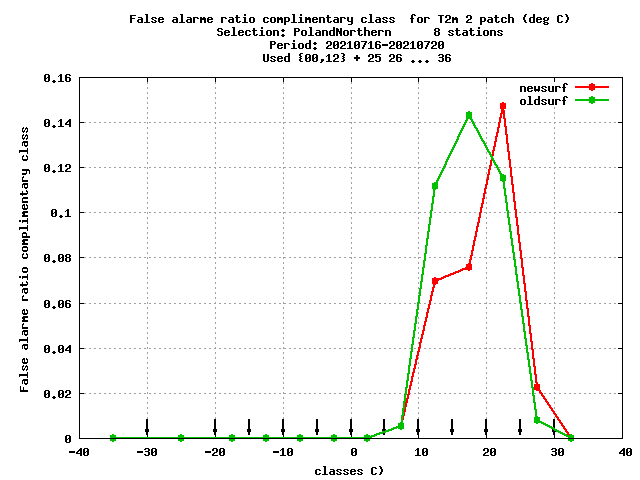 False alarme ratio complimentary class  for T2m 2 patch (deg C)
Selection: PolandNorthern      8 stations
Period: 20210716-20210720
Used {00,12} + 25 26 ... 36
newsurf
oldsurf
False alarme ratio complimentary class
0.16
0.14
0.12
0.1
0.08
0.06
0.04
0.02
0
-40 -30 -20 -10 0 10 20 30 40
classes C)